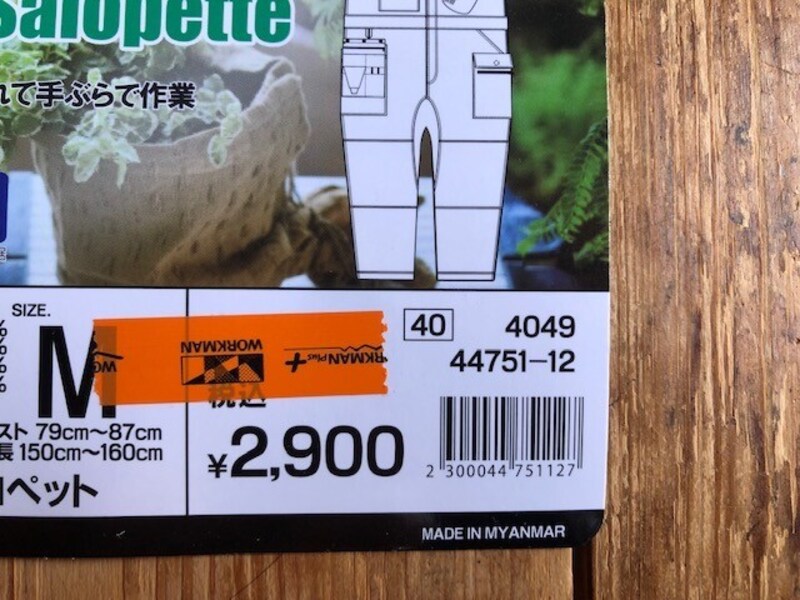 Salopette
れて手ぶらで作業
SIZE.
M
WORKMAN
WORKMAN Plus+
40
4049
44751-12
税込
¥2,900
スト 79cm～87cm
長 150cm～160cm
ペット
2 300044 751127
MADE IN MYANMAR